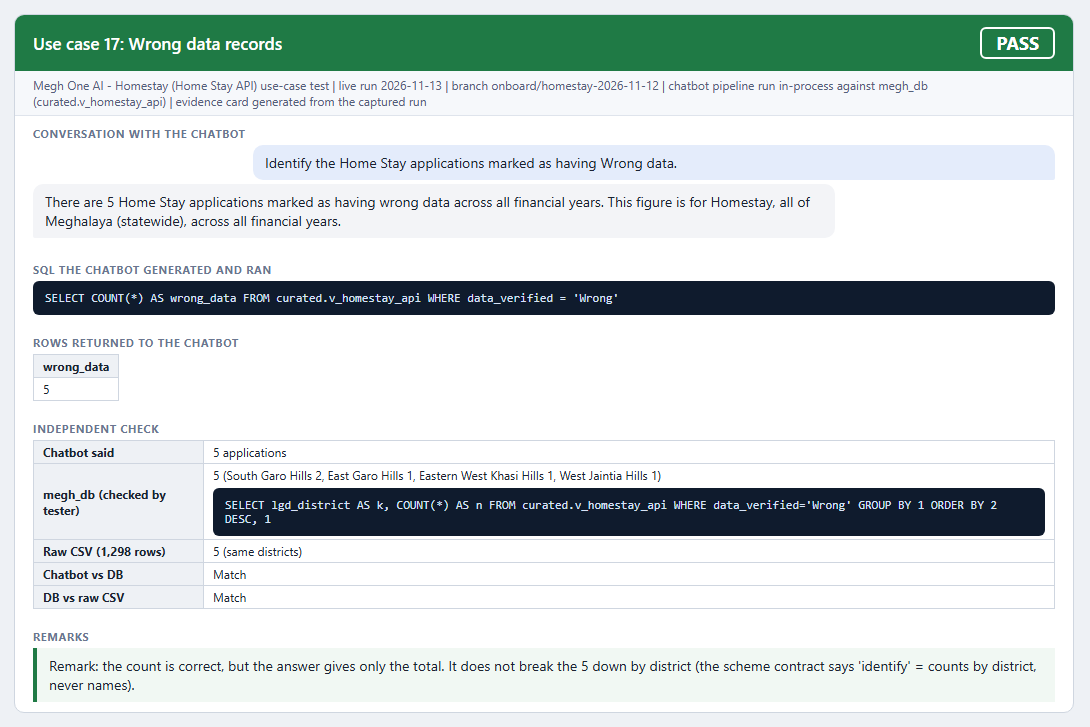 Use case 17: Wrong data records
PASS
Megh One AI - Homestay (Home Stay API) use-case test | live run 2026-11-13 | branch onboard/homestay-2026-11-12 | chatbot pipeline run in-process against megh_db
(curated.v_homestay_api) | evidence card generated from the captured run
CONVERSATION WITH THE CHATBOT
Identify the Home Stay applications marked as having Wrong data.
There are 5 Home Stay applications marked as having wrong data across all financial years. This figure is for Homestay, all of
Meghalaya (statewide), across all financial years.
SQL THE CHATBOT GENERATED AND RAN
SELECT COUNT(*) AS wrong_data FROM curated.v_homestay_api WHERE data_verified = 'Wrong'
ROWS RETURNED TO THE CHATBOT
wrong_data
5
INDEPENDENT CHECK
Chatbot said
5 applications
megh_db (checked by
tester)
5 (South Garo Hills 2, East Garo Hills 1, Eastern West Khasi Hills 1, West Jaintia Hills 1)
SELECT lgd_district AS k, COUNT(*) AS n FROM curated.v_homestay_api WHERE data_verified='Wrong' GROUP BY 1 ORDER BY 2
DESC, 1
Raw CSV (1,298 rows)
5 (same districts)
Chatbot vs DB
Match
DB vs raw CSV
Match
REMARKS
Remark: the count is correct, but the answer gives only the total. It does not break the 5 down by district (the scheme contract says 'identify' = counts by district,
never names).